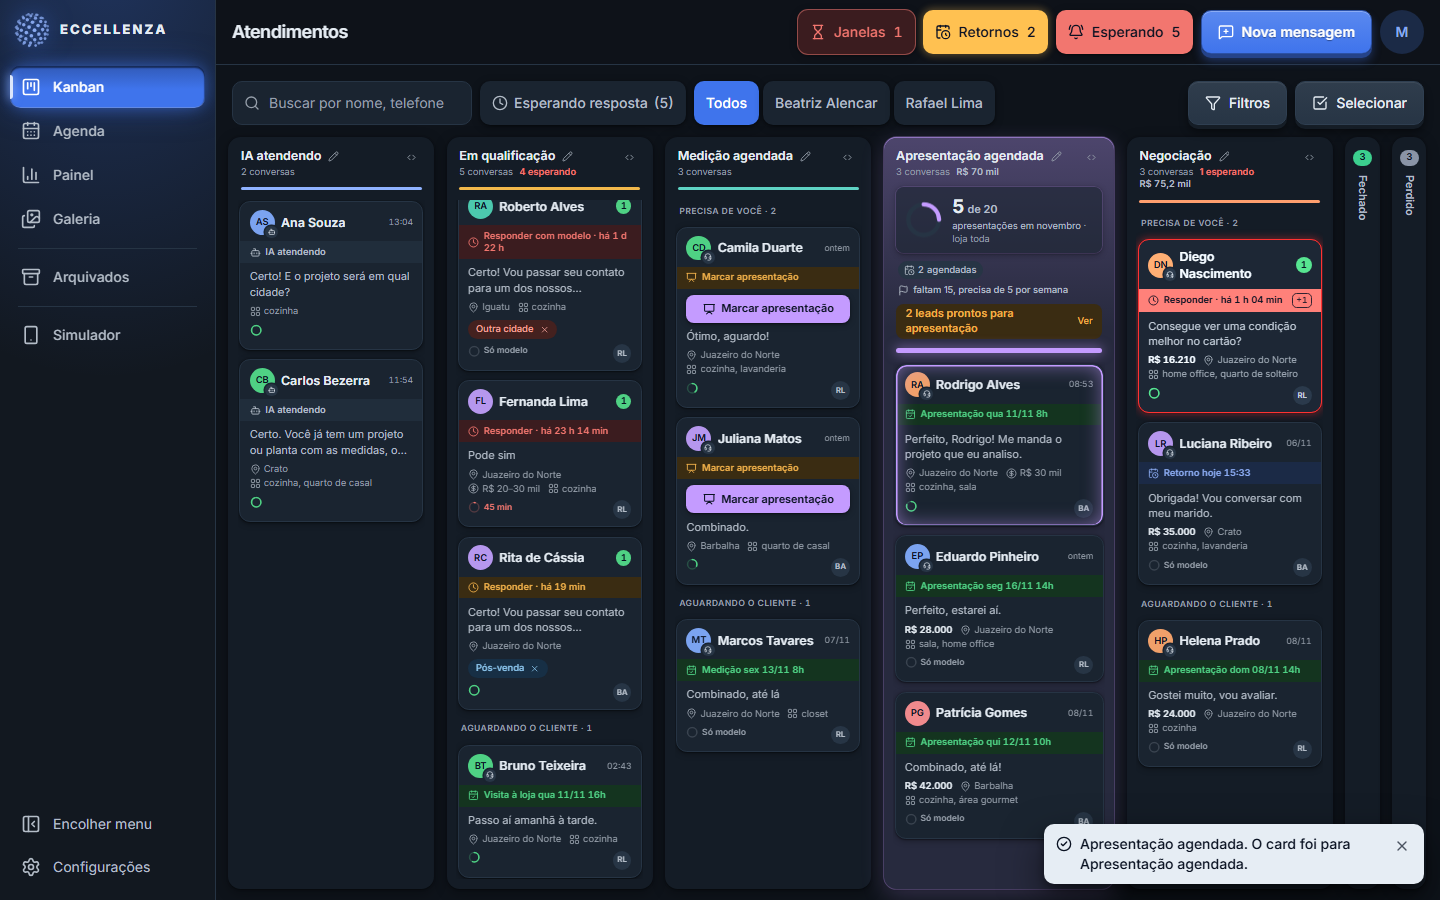 ECCELLENZA
Kanban
Agenda
Painel
Galeria
Arquivados
Simulador
Encolher menu
Configurações
Atendimentos
Janelas 1
Retornos 2
Esperando 5
Nova mensagem
M
Buscar por nome, telefone
Esperando resposta (5)
Todos
Beatriz Alencar
Rafael Lima
Filtros
Selecionar
IA atendendo
2 conversas
AS
Ana Souza
13:04
IA atendendo
Certo! E o projeto será em qual
cidade?
cozinha
CB
Carlos Bezerra
11:54
IA atendendo
Certo. Você já tem um projeto
ou planta com as medidas, o...
Crato
cozinha, quarto de casal
Em qualificação
5 conversas 4 esperando
RA
Roberto Alves
1
Responder com modelo · há 1 d
22 h
Certo! Vou passar seu contato
para um dos nossos...
Iguatu cozinha
Outra cidade ×
Só modelo
RL
FL
Fernanda Lima
1
Responder · há 23 h 14 min
Pode sim
Juazeiro do Norte
R$ 20-30 mil cozinha
45 min
RL
RC
Rita de Cássia
1
Responder · há 19 min
Certo! Vou passar seu contato
para um dos nossos...
Juazeiro do Norte
Pós-venda ×
BA
AGUARDANDO O CLIENTE · 1
BT
Bruno Teixeira
02:43
Visita à loja qua 11/11 16h
Passo aí amanhã à tarde.
Juazeiro do Norte cozinha
RL
Medição agendada
3 conversas
PRECISA DE VOCÊ · 2
CD
Camila Duarte
ontem
Marcar apresentação
Marcar apresentação
Ótimo, aguardo!
Juazeiro do Norte
cozinha, lavanderia
RL
JM
Juliana Matos
ontem
Marcar apresentação
Marcar apresentação
Combinado.
Barbalha quarto de casal
BA
AGUARDANDO O CLIENTE · 1
MT
Marcos Tavares
07/11
Medição sex 13/11 8h
Combinado, até lá
Juazeiro do Norte closet
Só modelo
RL
Apresentação agendada
3 conversas R$ 70 mil
5 de 20
apresentações em novembro ·
loja toda
2 agendadas
faltam 15, precisa de 5 por semana
2 leads prontos para
apresentação
Ver
RA
Rodrigo Alves
08:53
Apresentação qua 11/11 8h
Perfeito, Rodrigo! Me manda o
projeto que eu analiso.
Juazeiro do Norte R$ 30 mil
cozinha, sala
BA
EP
Eduardo Pinheiro
ontem
Apresentação seg 16/11 14h
Perfeito, estarei aí.
R$ 28.000 Juazeiro do Norte
sala, home office
Só modelo
RL
PG
Patrícia Gomes
08/11
Apresentação qui 12/11 10h
Combinado, até lá!
R$ 42.000 Barbalha
cozinha, área gourmet
Só modelo
BA
Negociação
3 conversas 1 esperando
R$ 75,2 mil
PRECISA DE VOCÊ · 2
DN
Diego
Nascimento
1
Responder · há 1 h 04 min +1
Consegue ver uma condição
melhor no cartão?
R$ 16.210 Juazeiro do Norte
home office, quarto de solteiro
RL
LR
Luciana Ribeiro
06/11
Retorno hoje 15:33
Obrigada! Vou conversar com
meu marido.
R$ 35.000 Crato
cozinha, lavanderia
Só modelo
BA
AGUARDANDO O CLIENTE · 1
HP
Helena Prado
08/11
Apresentação dom 08/11 14h
Gostei muito, vou avaliar.
R$ 24.000 Juazeiro do Norte
cozinha
Só modelo
RL
3
Fechado
3
Perdido
Apresentação agendada. O card foi para
Apresentação agendada.